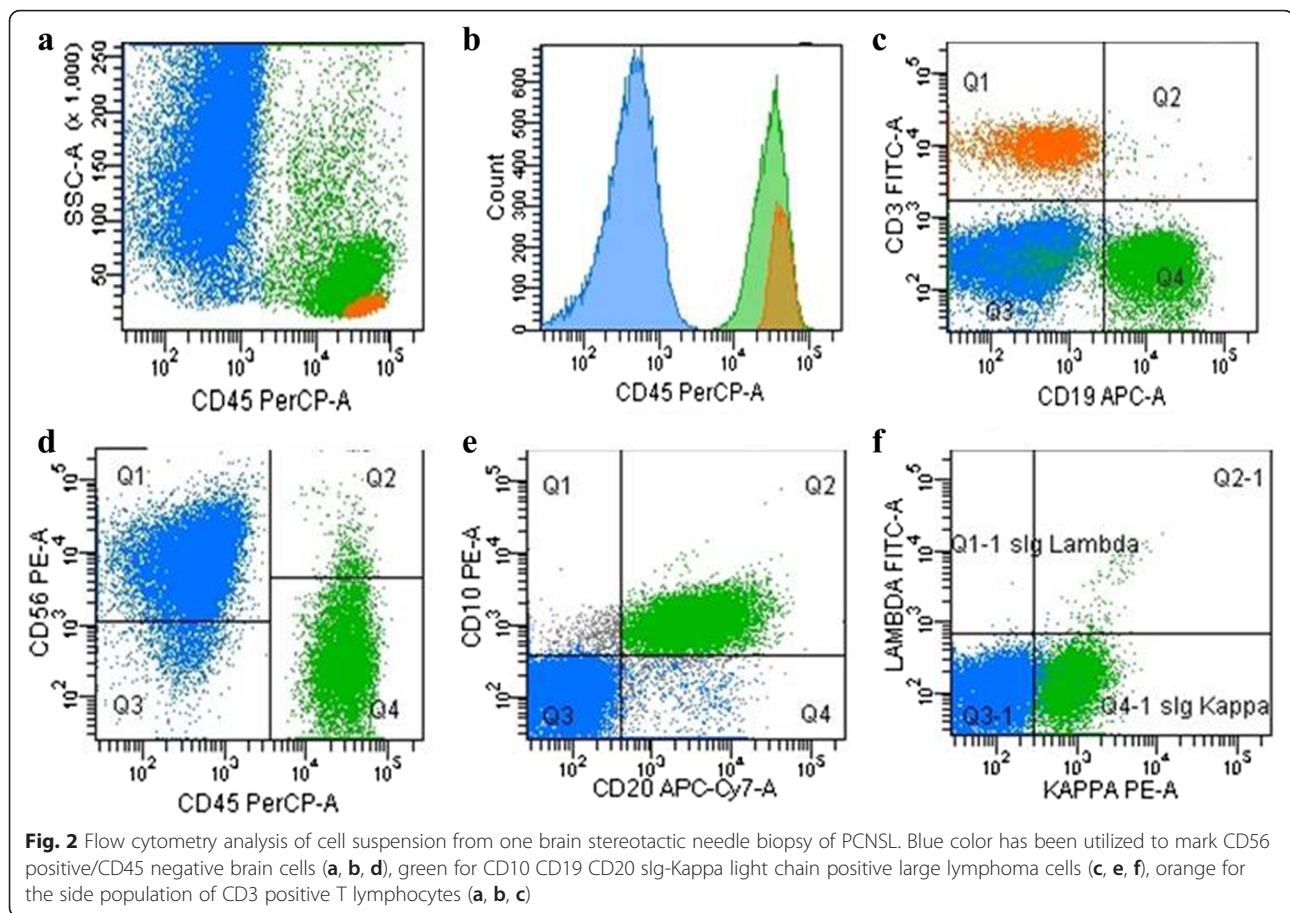 a
SSC-A (x 1.000)
250
200
150
100
50
10^2 10^3 10^4 10^5
CD45 PerCP-A
b
Count
600
500
400
300
200
100
0
10^2 10^3 10^4 10^5
CD45 PerCP-A
c
CD3 FITC-A
10^5
10^4
10^3
10^2
Q1
Q2
Q3
Q4
10^2 10^3 10^4 10^5
CD19 APC-A
d
CD56 PE-A
10^5
10^4
10^3
10^2
Q1
Q2
Q3
Q4
10^2 10^3 10^4 10^5
CD45 PerCP-A
e
CD10 PE-A
10^5
10^4
10^3
10^2
Q1
Q2
Q3
Q4
10^2 10^3 10^4 10^5
CD20 APC-Cy7-A
f
LAMBDA FITC-A
10^5
10^4
10^3
10^2
Q2-1
Q1-1 sIg Lambda
Q3-1
Q4-1 sIg Kappa
10^2 10^3 10^4 10^5
KAPPA PE-A
Fig. 2 Flow cytometry analysis of cell suspension from one brain stereotactic needle biopsy of PCNSL. Blue color has been utilized to mark CD56
positive/CD45 negative brain cells (a, b, d), green for CD10 CD19 CD20 sIg-Kappa light chain positive large lymphoma cells (c, e, f), orange for
the side population of CD3 positive T lymphocytes (a, b, c)